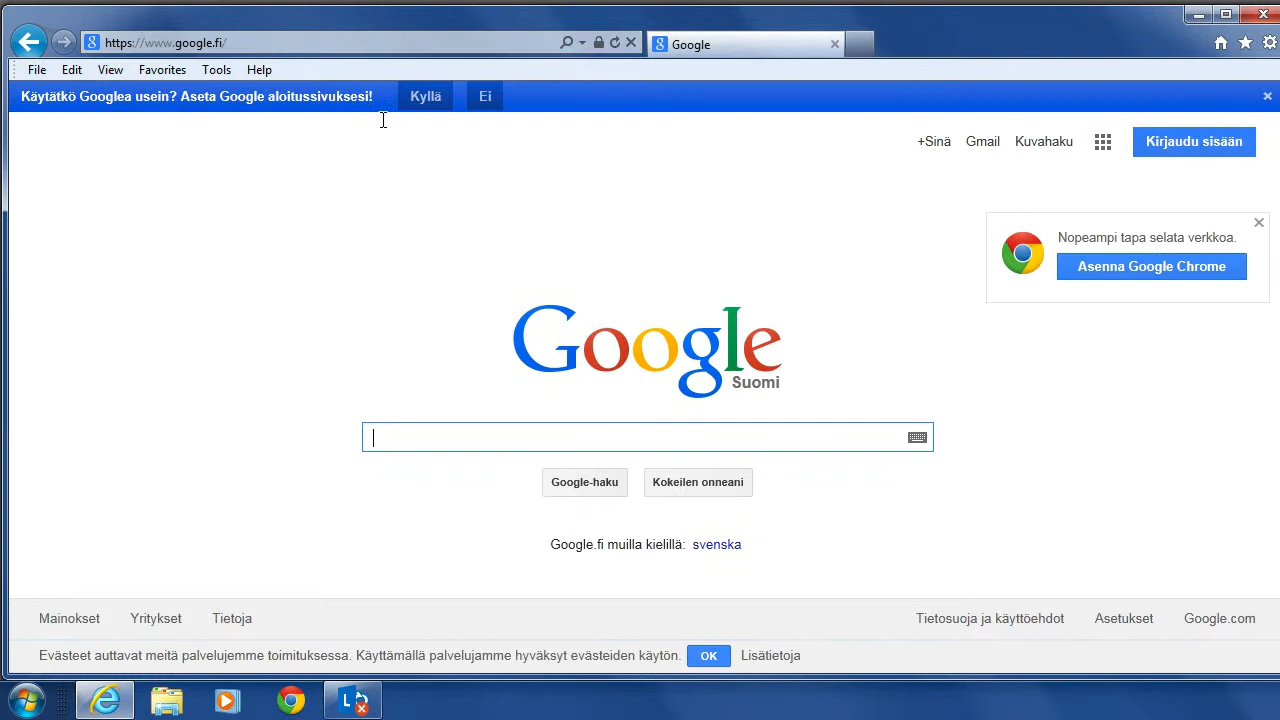 https://www.google.fi/
Google
File Edit View Favorites Tools Help
Käytätkö Googlea usein? Aseta Google aloitussivuksesi! Kyllä Ei
+Sinä Gmail Kuvahaku Kirjaudu sisään
Nopeampi tapa selata verkkoa.
Asenna Google Chrome
Google
Suomi
Google-haku Kokeilen onneani
Google.fi muilla kielillä: svenska
Mainokset Yritykset Tietoja Tietosuoja ja käyttöehdot Asetukset Google.com
Evästeet auttavat meitä palvelujemme toimituksessa. Käyttämällä palvelujamme hyväksyt evästeiden käytön. OK Lisätietoja